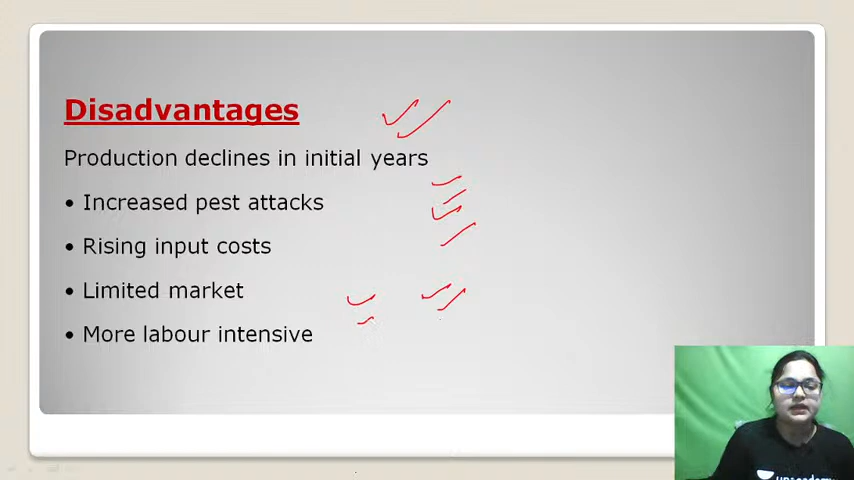 Disadvantages
Production declines in initial years
• Increased pest attacks
• Rising input costs
• Limited market
• More labour intensive